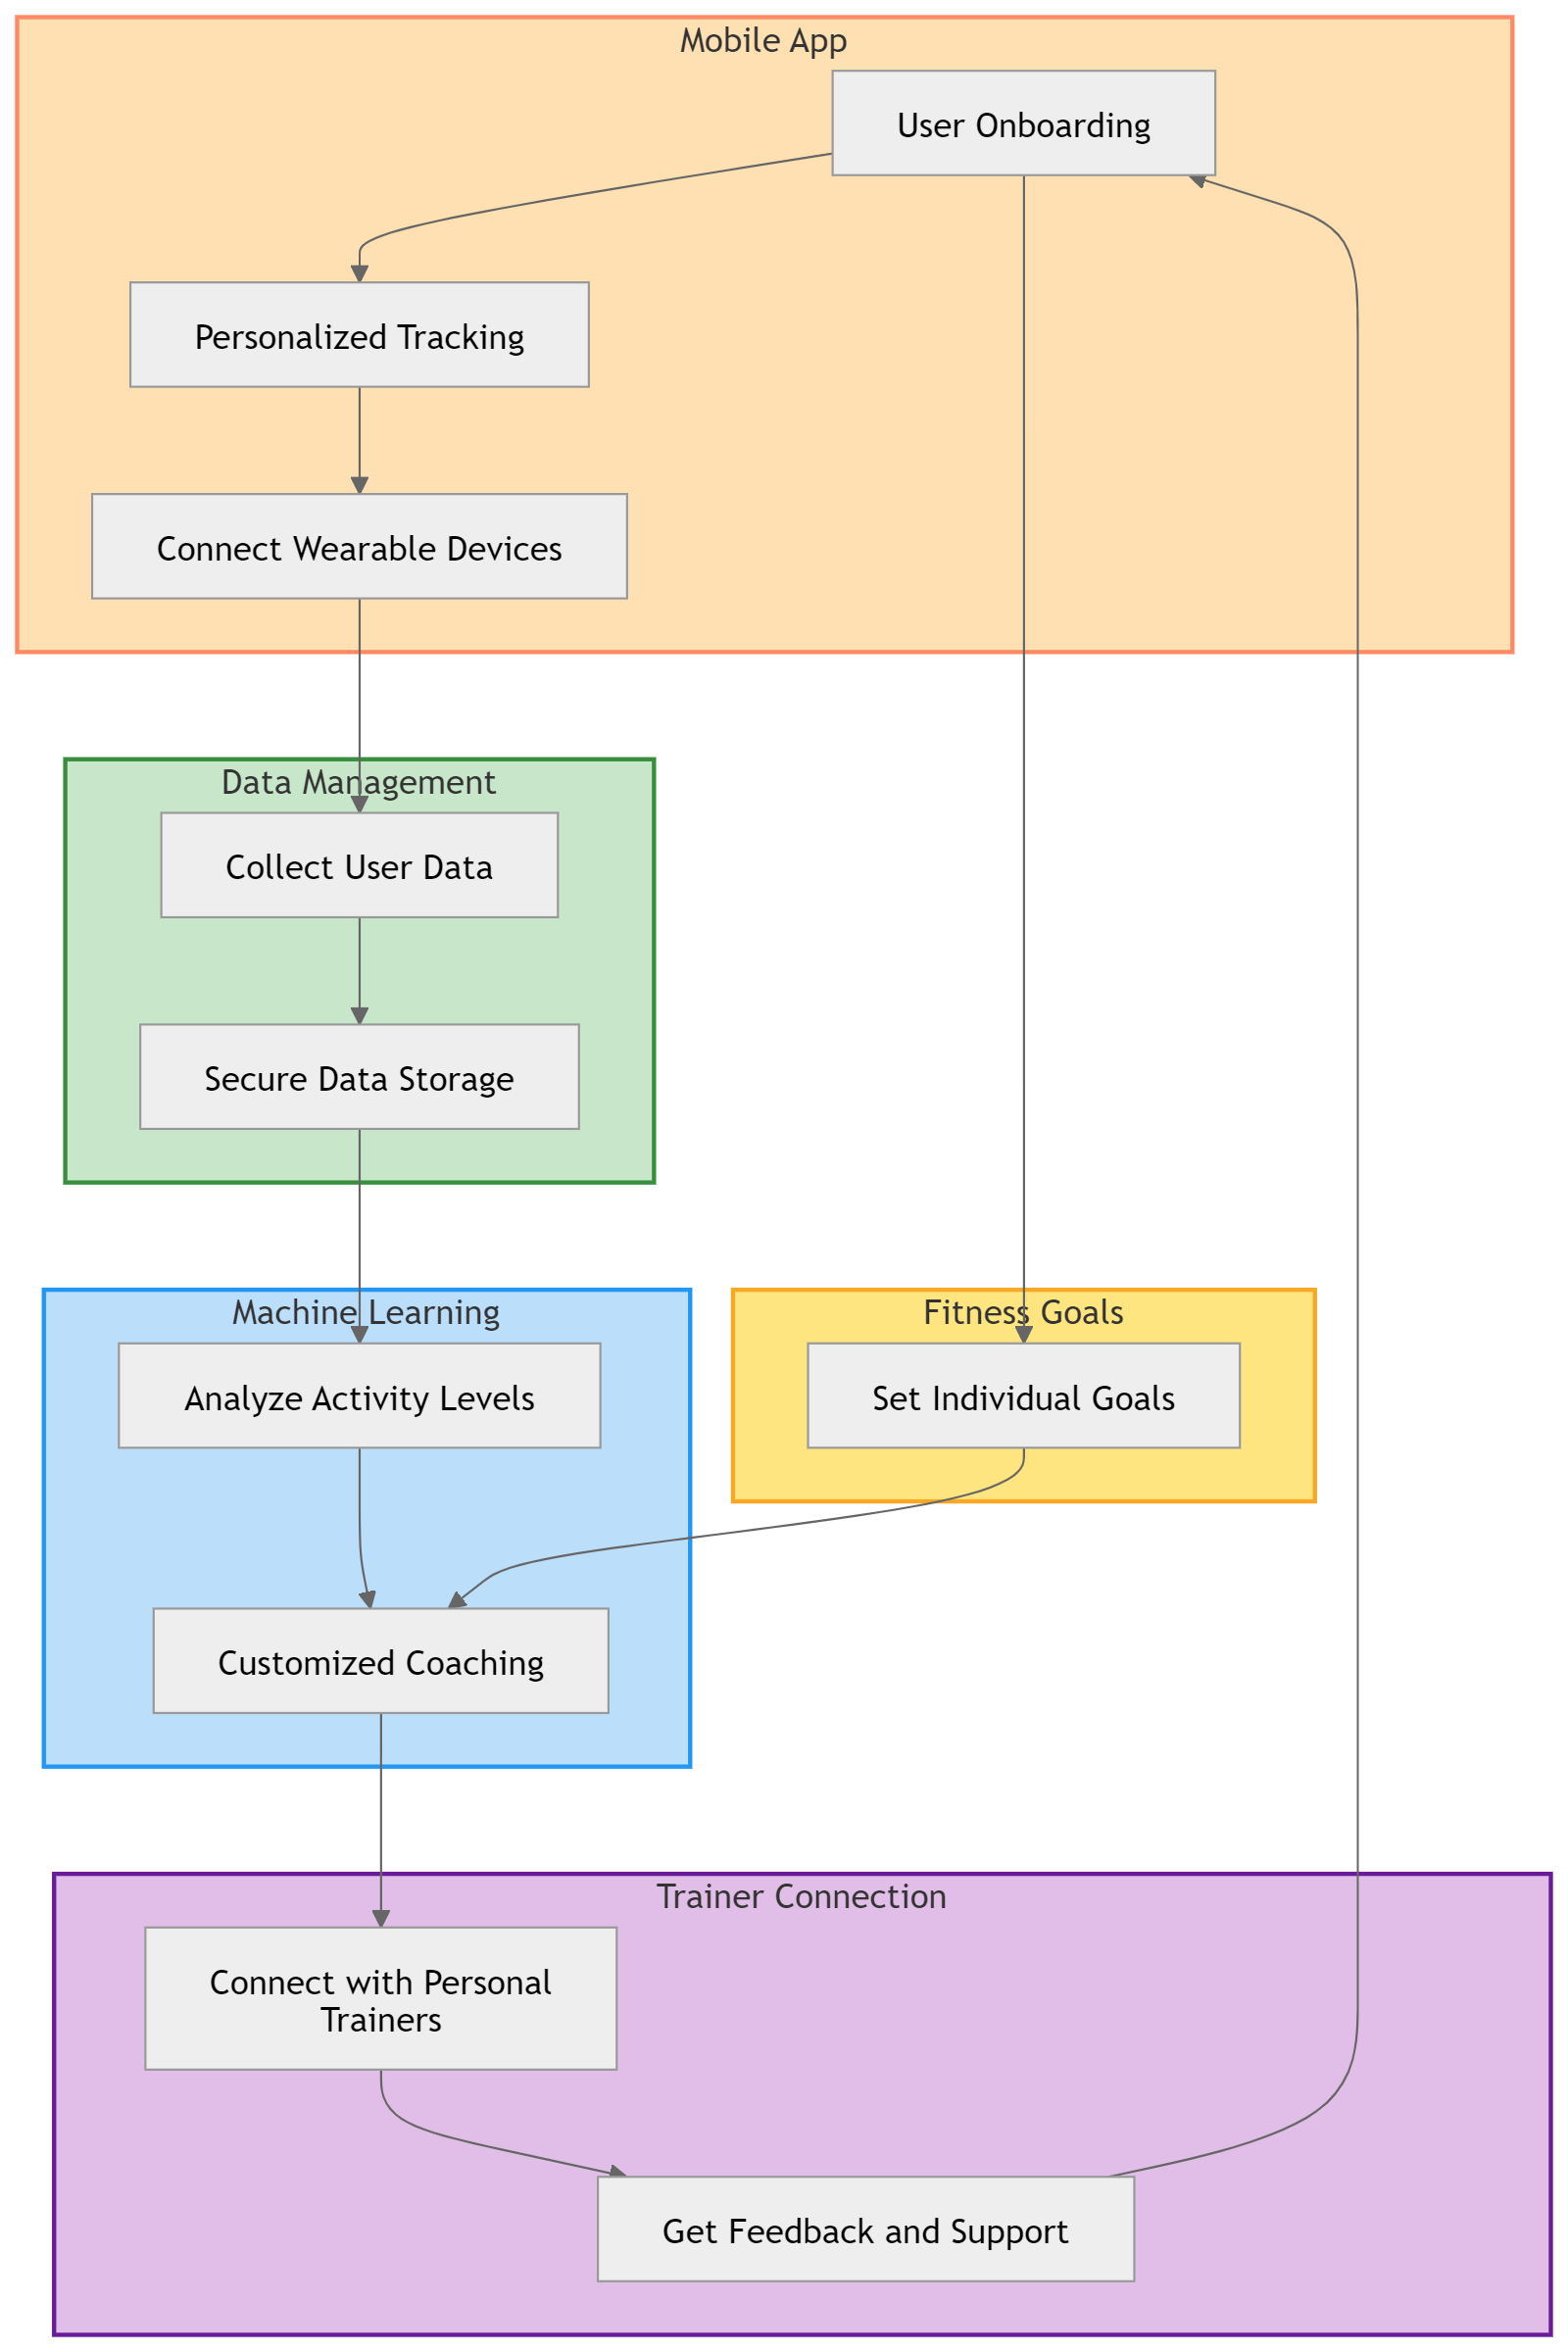 Mobile App
User Onboarding
Personalized Tracking
Connect Wearable Devices
Data Management
Collect User Data
Secure Data Storage
Machine Learning
Analyze Activity Levels
Fitness Goals
Set Individual Goals
Customized Coaching
Trainer Connection
Connect with Personal
Trainers
Get Feedback and Support